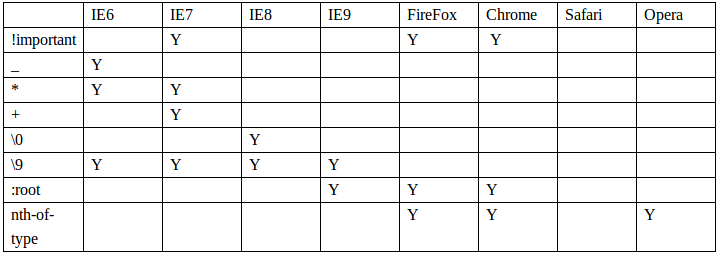 IE6 IE7 IE8 IE9 FireFox Chrome Safari Opera
!important Y Y Y
_ Y
* Y Y
+ Y
\0 Y
\9 Y Y Y Y
:root Y Y Y
nth-of- Y Y Y
type